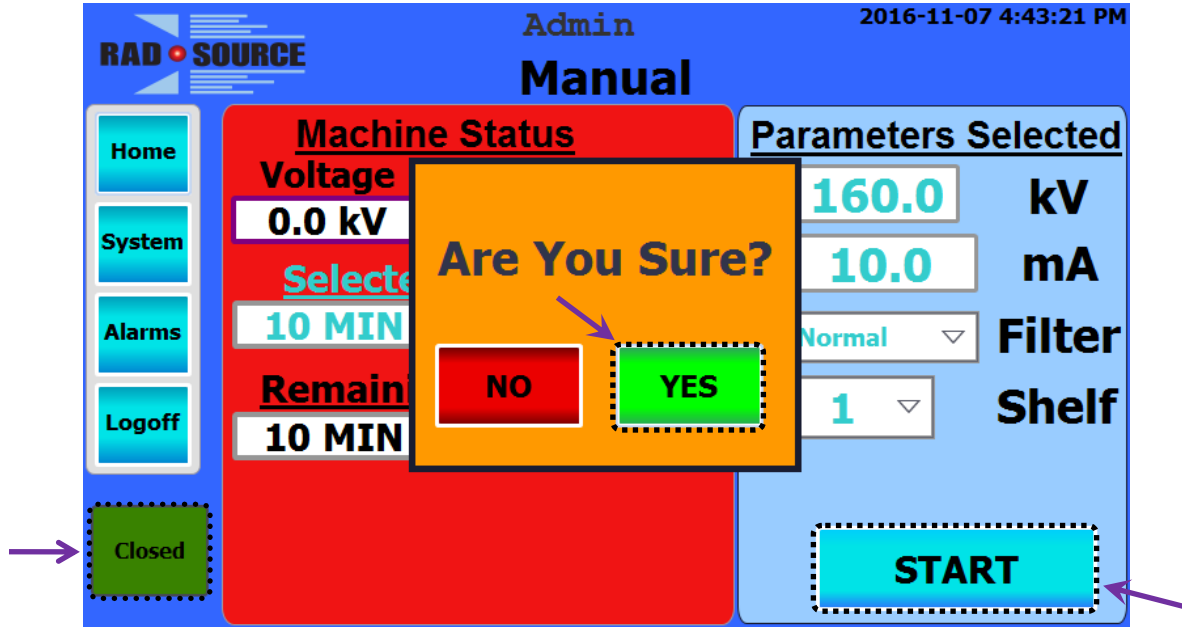 RAD SOURCE
Admin
2016-11-07 4:43:21 PM
Manual
Home
System
Alarms
Logoff
Closed
Machine Status
Voltage
0.0 kV
10 MIN
10 MIN
Are You Sure?
NO
YES
Parameters Selected
160.0 kV
10.0 mA
Normal Filter
1 Shelf
START